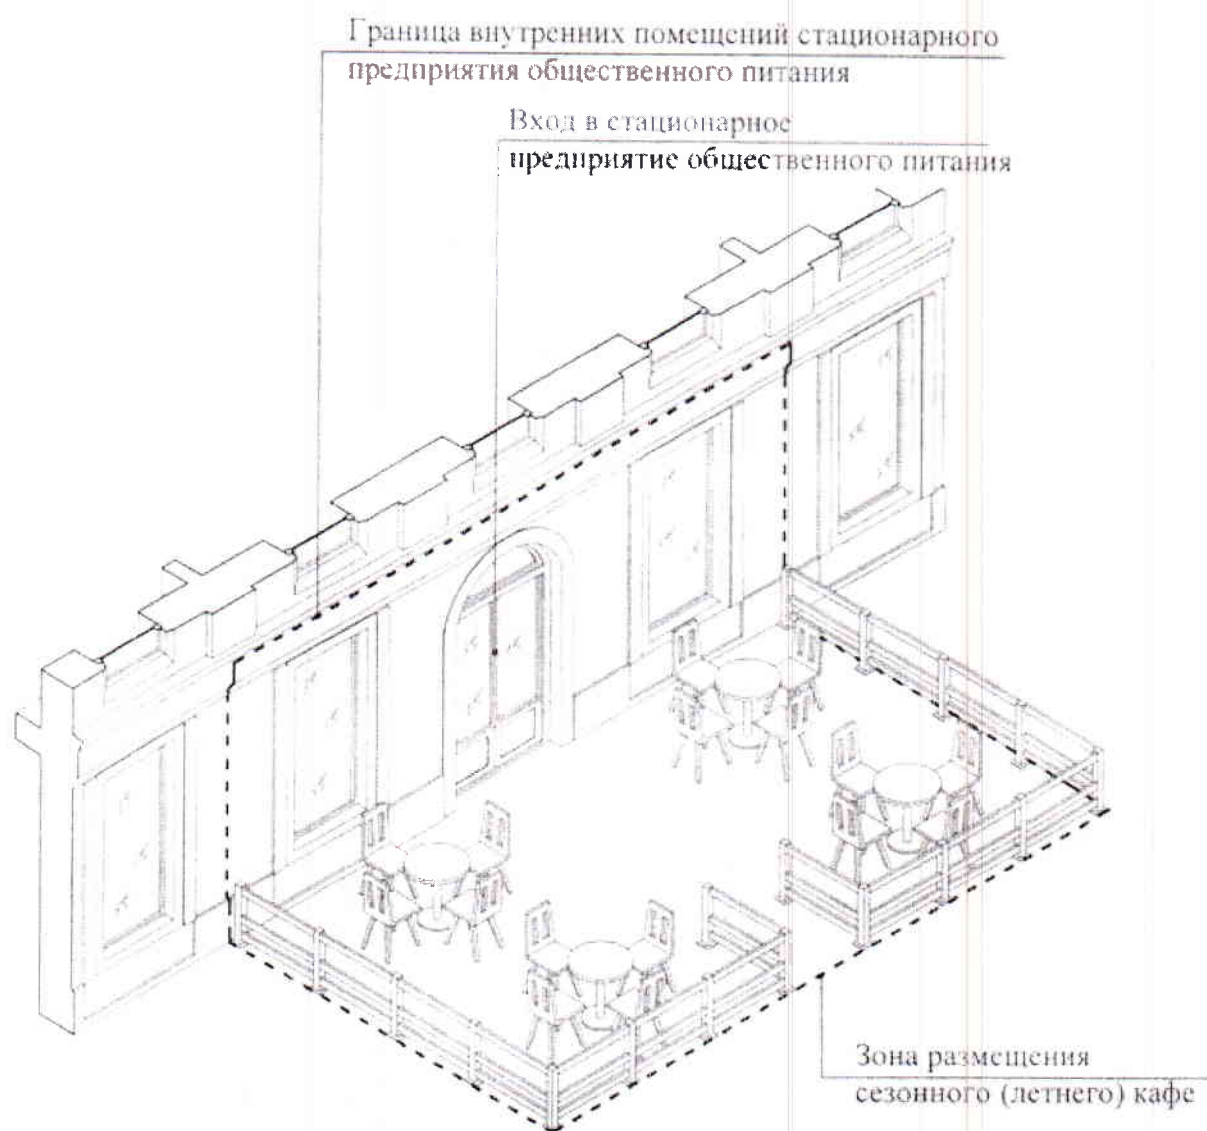 Граница внутренних помещений стационарного
предприятия общественного питания
Вход в стационарное
предприятие общественного питания
Зона размещения
сезонного (летнего) кафе